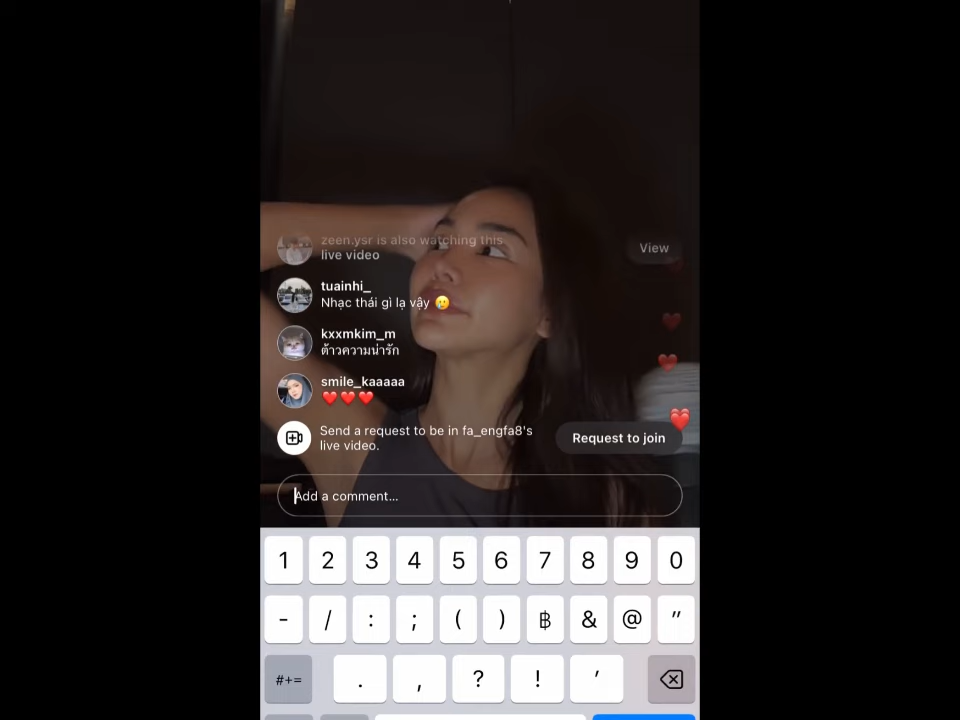 zeen.ysr is also watching this
live video
View
tuainhi_
Nhạc thái gì lạ vậy 🥲
kxxmkim_m
ต้าวความน่ารัก
smile_kaaaaa
❤️❤️❤️
Send a request to be in fa_engfa8's
live video.
Request to join
Add a comment...
1 2 3 4 5 6 7 8 9 0
- / : ; ( ) ฿ & @ "
#+= . , ? ! '